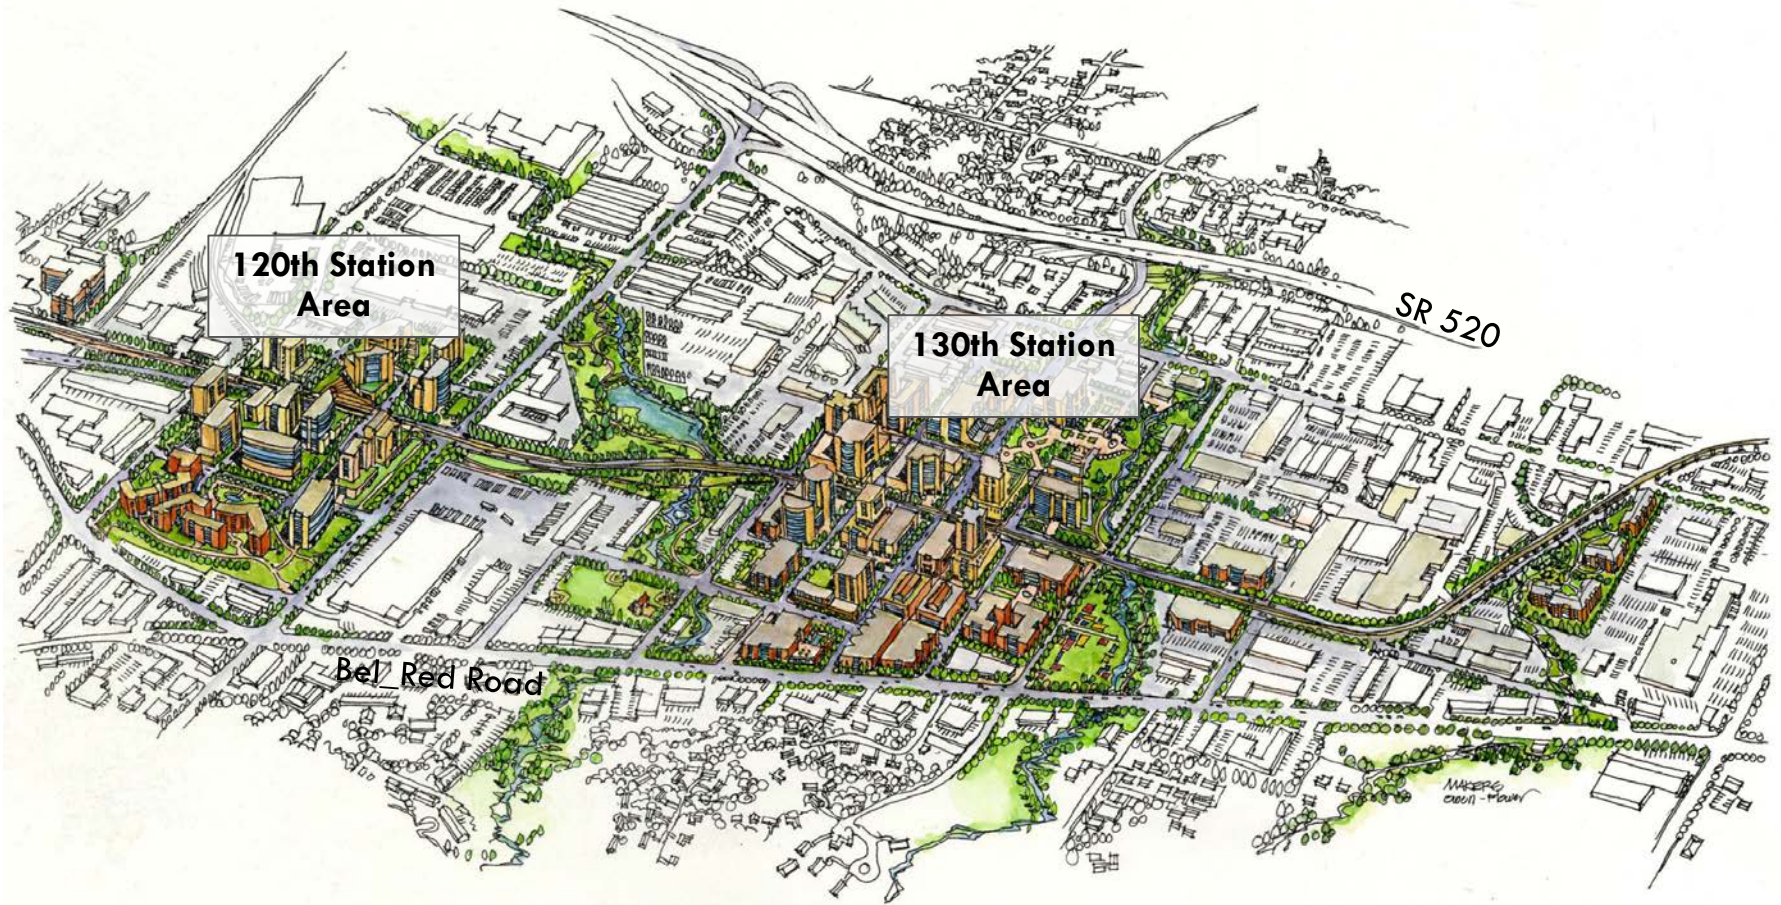 120th Station
Area
130th Station
Area
SR 520
Bel_Red Road
MAKERS